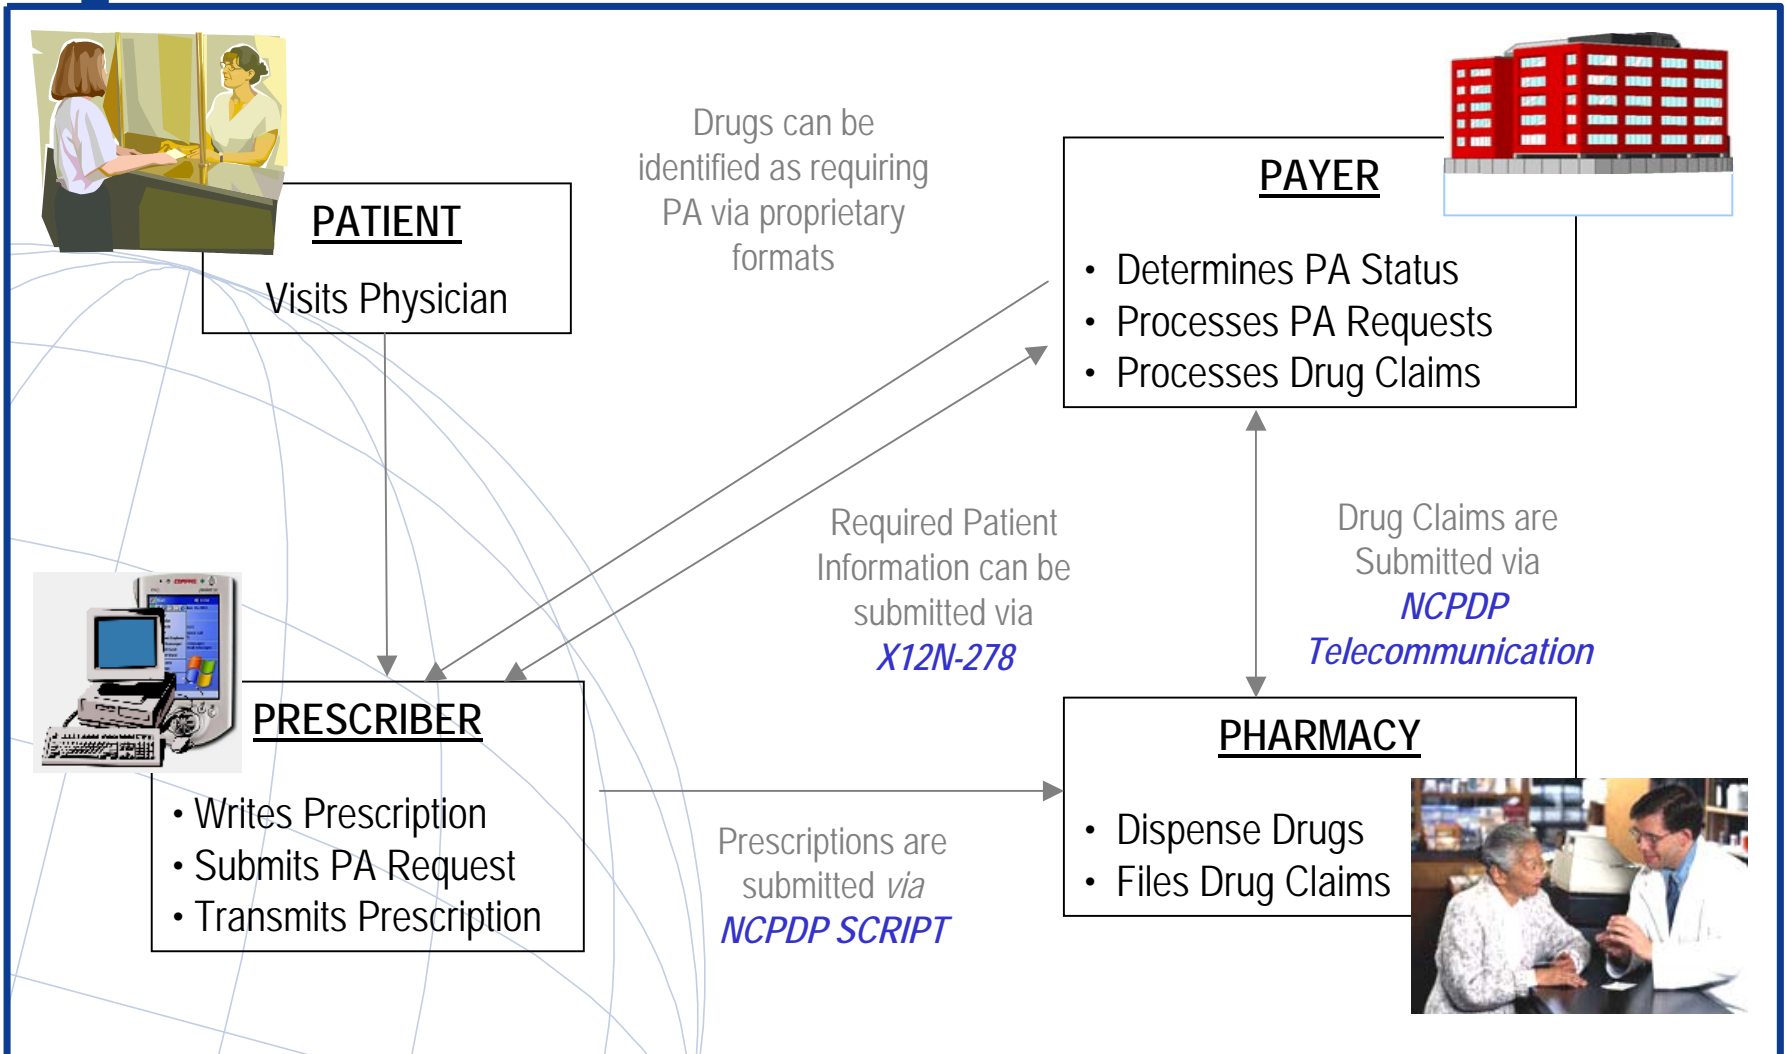 PATIENT
Visits Physician
Drugs can be
identified as requiring
PA via proprietary
formats
PAYER
• Determines PA Status
• Processes PA Requests
• Processes Drug Claims
Required Patient
Information can be
submitted via
X12N-278
Drug Claims are
Submitted via
NCPDP
Telecommunication
PRESCRIBER
• Writes Prescription
• Submits PA Request
• Transmits Prescription
Prescriptions are
submitted via
NCPDP SCRIPT
PHARMACY
• Dispense Drugs
• Files Drug Claims